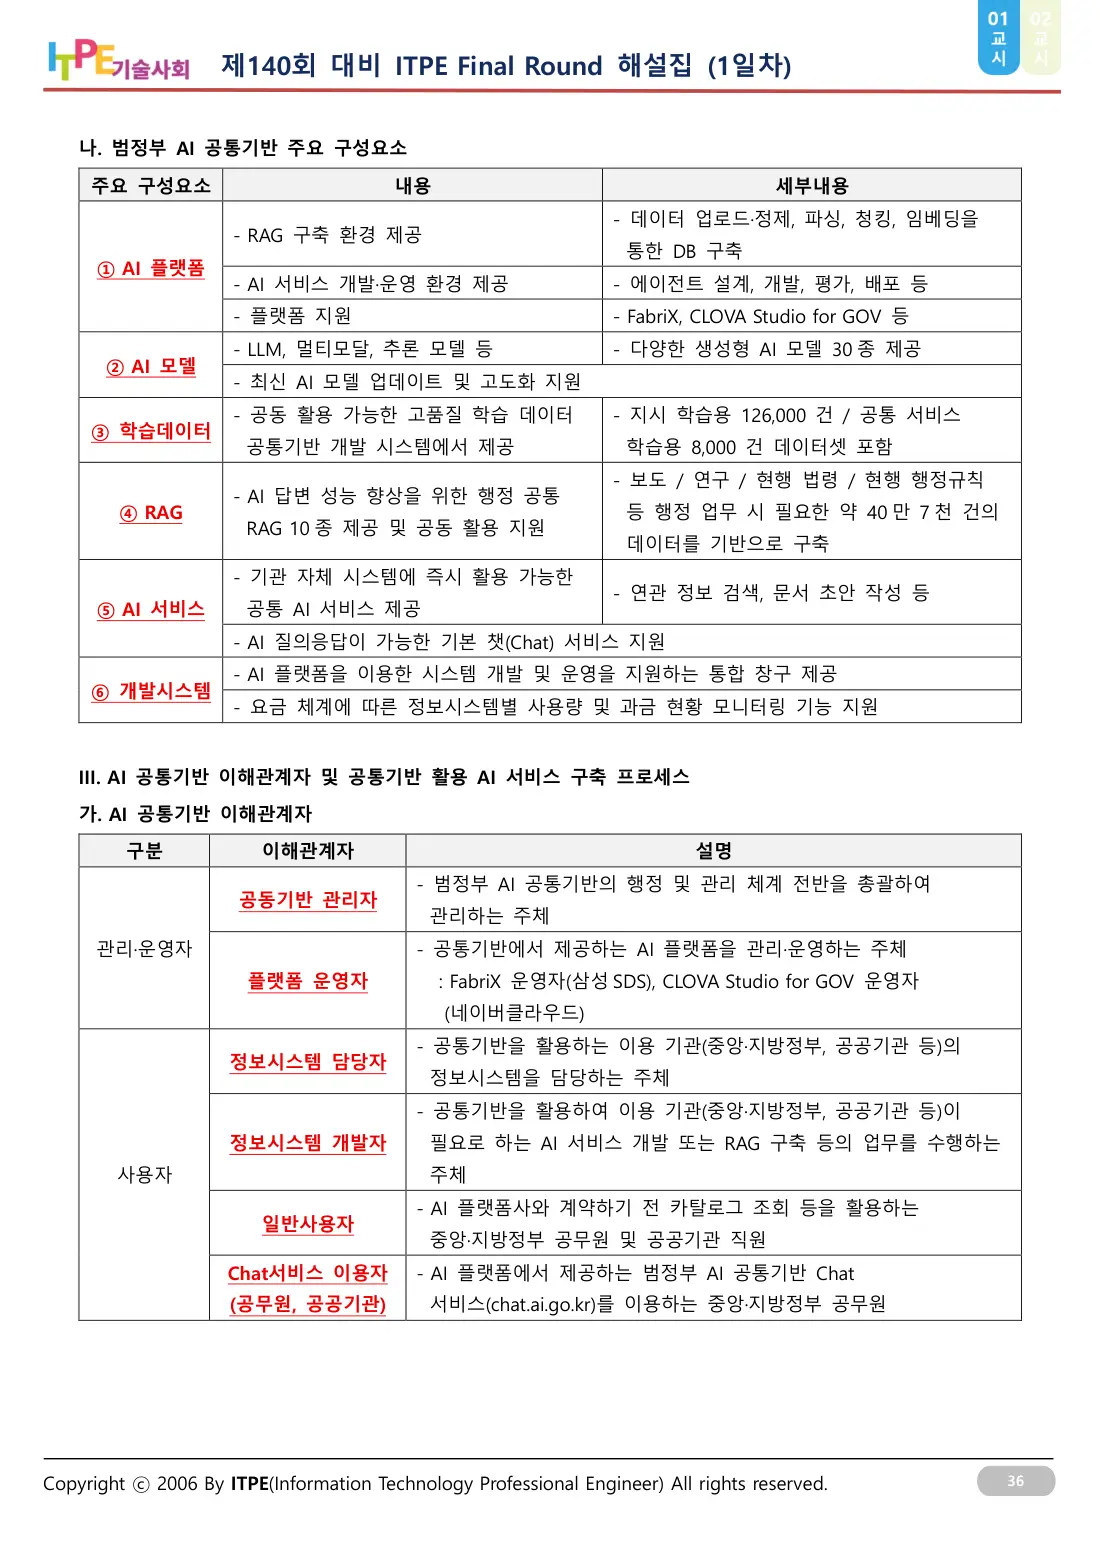 ITPE기술사회 제140회 대비 ITPE Final Round 해설집 (1일차)
01
교
시
02
교
시
나. 범정부 AI 공통기반 주요 구성요소
주요 구성요소 내용 세부내용
① AI 플랫폼
- RAG 구축 환경 제공
- 데이터 업로드·정제, 파싱, 청킹, 임베딩을
통한 DB 구축
- AI 서비스 개발·운영 환경 제공
- 에이전트 설계, 개발, 평가, 배포 등
- 플랫폼 지원
- FabriX, CLOVA Studio for GOV 등
② AI 모델
- LLM, 멀티모달, 추론 모델 등
- 다양한 생성형 AI 모델 30종 제공
- 최신 AI 모델 업데이트 및 고도화 지원
③ 학습데이터
- 공동 활용 가능한 고품질 학습 데이터
공통기반 개발 시스템에서 제공
- 지시 학습용 126,000 건 / 공통 서비스
학습용 8,000 건 데이터셋 포함
④ RAG
- AI 답변 성능 향상을 위한 행정 공통
RAG 10종 제공 및 공동 활용 지원
- 보도 / 연구 / 현행 법령 / 현행 행정규칙
등 행정 업무 시 필요한 약 40만 7천 건의
데이터를 기반으로 구축
⑤ AI 서비스
- 기관 자체 시스템에 즉시 활용 가능한
공통 AI 서비스 제공
- 연관 정보 검색, 문서 초안 작성 등
- AI 질의응답이 가능한 기본 챗(Chat) 서비스 지원
⑥ 개발시스템
- AI 플랫폼을 이용한 시스템 개발 및 운영을 지원하는 통합 창구 제공
- 요금 체계에 따른 정보시스템별 사용량 및 과금 현황 모니터링 기능 지원
III. AI 공통기반 이해관계자 및 공통기반 활용 AI 서비스 구축 프로세스
가. AI 공통기반 이해관계자
구분 이해관계자 설명
관리·운영자
공동기반 관리자
- 범정부 AI 공통기반의 행정 및 관리 체계 전반을 총괄하여
관리하는 주체
플랫폼 운영자
- 공통기반에서 제공하는 AI 플랫폼을 관리·운영하는 주체
: FabriX 운영자(삼성SDS), CLOVA Studio for GOV 운영자
(네이버클라우드)
사용자
정보시스템 담당자
- 공통기반을 활용하는 이용 기관(중앙·지방정부, 공공기관 등)의
정보시스템을 담당하는 주체
정보시스템 개발자
- 공통기반을 활용하여 이용 기관(중앙·지방정부, 공공기관 등)이
필요로 하는 AI 서비스 개발 또는 RAG 구축 등의 업무를 수행하는
주체
일반사용자
- AI 플랫폼사와 계약하기 전 카탈로그 조회 등을 활용하는
중앙·지방정부 공무원 및 공공기관 직원
Chat서비스 이용자
(공무원, 공공기관)
- AI 플랫폼에서 제공하는 범정부 AI 공통기반 Chat
서비스(chat.ai.go.kr)를 이용하는 중앙·지방정부 공무원
Copyright ⓒ 2006 By ITPE(Information Technology Professional Engineer) All rights reserved.
36